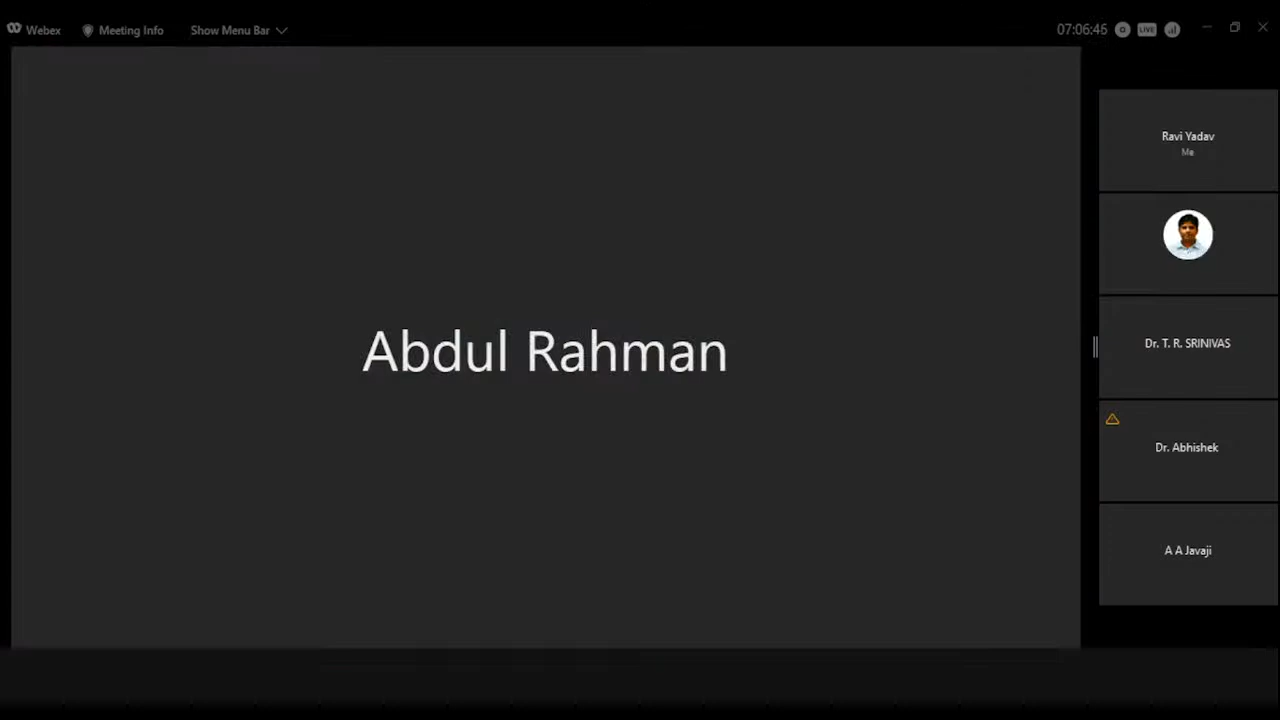 Webex Meeting Info Show Menu Bar 07:06:45 LIVE
Ravi Yadav
Me
Abdul Rahman
Dr. T. R. SRINIVAS
Dr. Abhishek
A A Javaji